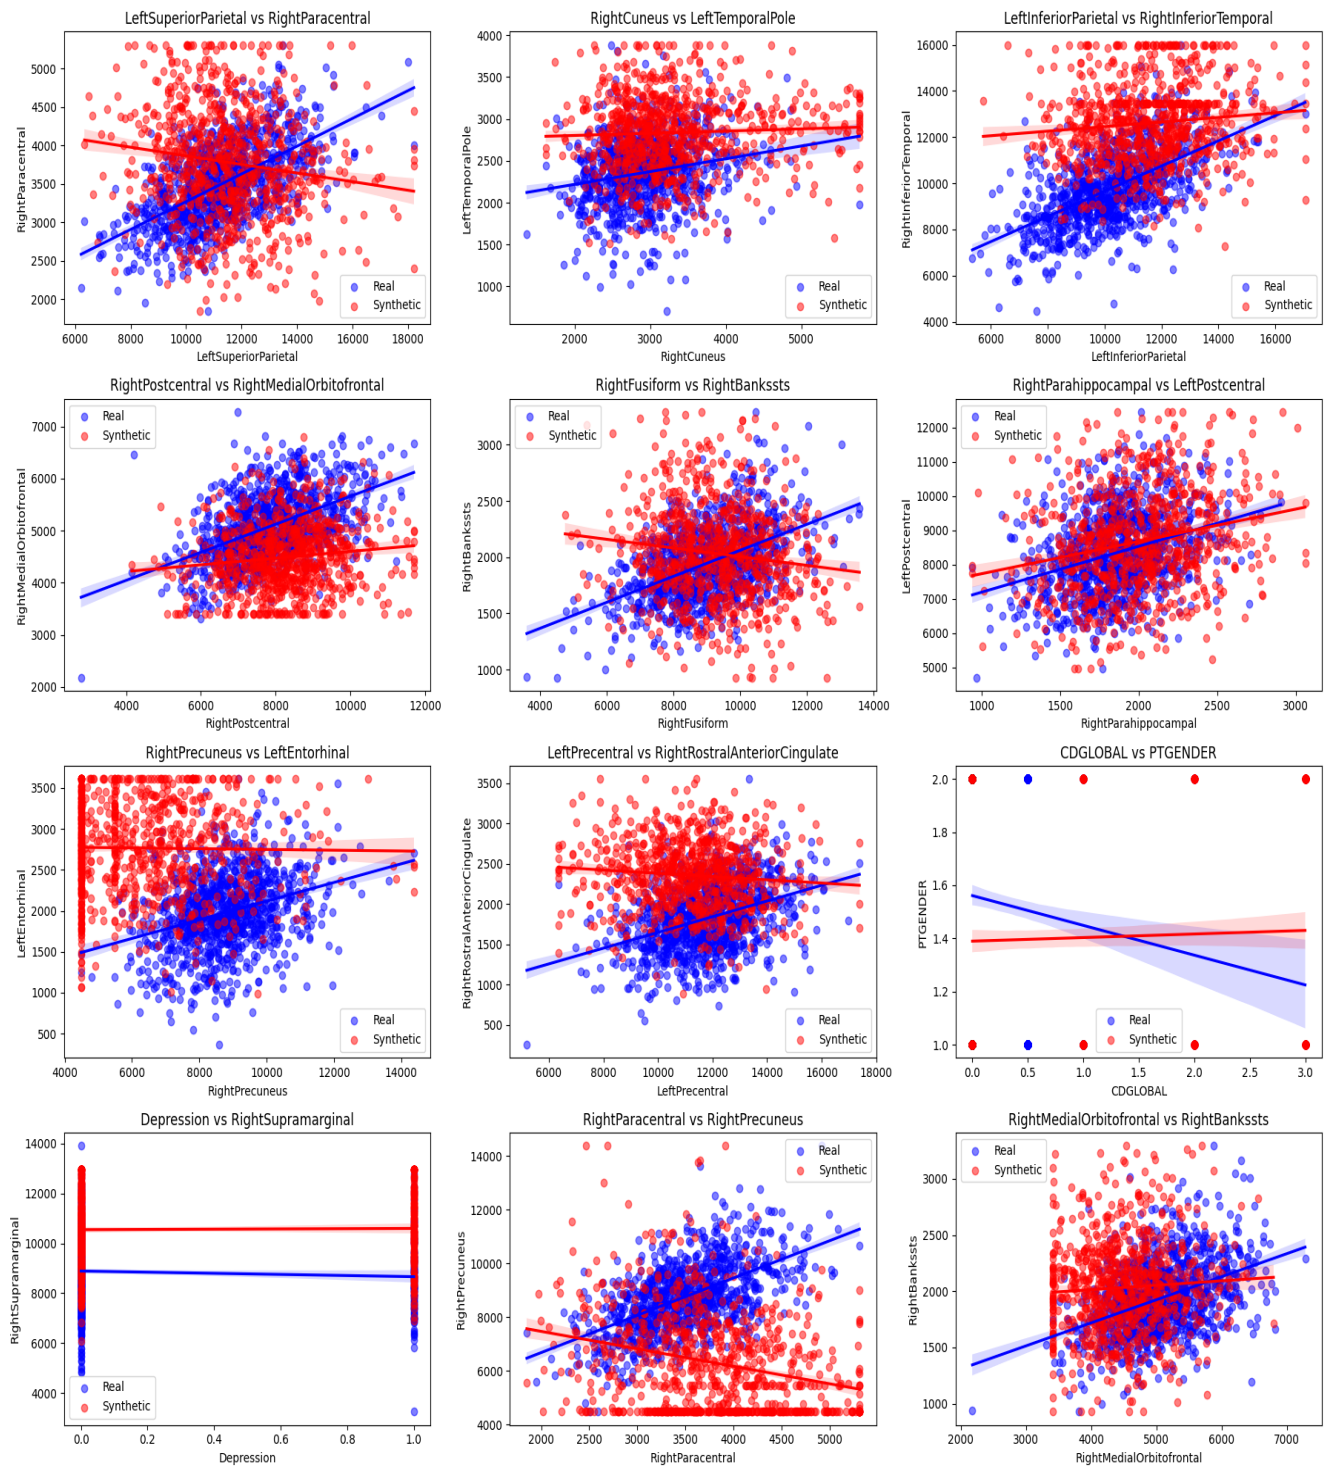 LeftSuperiorParietal vs RightParacentral
RightParacentral
5000
4500
4000
3500
3000
2500
2000
Real
Synthetic
6000 8000 10000 12000 14000 16000 18000
LeftSuperiorParietal
RightCuneus vs LeftTemporalPole
LeftTemporalPole
4000
3500
3000
2500
2000
1500
1000
Real
Synthetic
2000 3000 4000 5000
RightCuneus
LeftInferiorParietal vs RightInferiorTemporal
RightInferiorTemporal
16000
14000
12000
10000
8000
6000
4000
Real
Synthetic
6000 8000 10000 12000 14000 16000
LeftInferiorParietal
RightPostcentral vs RightMedialOrbitofrontal
RightMedialOrbitofrontal
7000
6000
5000
4000
3000
2000
Real
Synthetic
4000 6000 8000 10000 12000
RightPostcentral
RightFusiform vs RightBankssts
RightBankssts
3000
2500
2000
1500
1000
Real
Synthetic
4000 6000 8000 10000 12000 14000
RightFusiform
RightParahippocampal vs LeftPostcentral
LeftPostcentral
12000
11000
10000
9000
8000
7000
6000
5000
Real
Synthetic
1000 1500 2000 2500 3000
RightParahippocampal
RightPrecuneus vs LeftEntorhinal
LeftEntorhinal
3500
3000
2500
2000
1500
1000
500
Real
Synthetic
4000 6000 8000 10000 12000 14000
RightPrecuneus
LeftPrecentral vs RightRostralAnteriorCingulate
RightRostralAnteriorCingulate
3500
3000
2500
2000
1500
1000
500
Real
Synthetic
6000 8000 10000 12000 14000 16000 18000
LeftPrecentral
CDGLOBAL vs PTGENDER
PTGENDER
2.0
1.8
1.6
1.4
1.2
1.0
Real
Synthetic
0.0 0.5 1.0 1.5 2.0 2.5 3.0
CDGLOBAL
Depression vs RightSupramarginal
RightSupramarginal
14000
12000
10000
8000
6000
4000
Real
Synthetic
0.0 0.2 0.4 0.6 0.8 1.0
Depression
RightParacentral vs RightPrecuneus
RightPrecuneus
14000
12000
10000
8000
6000
4000
Real
Synthetic
2000 2500 3000 3500 4000 4500 5000
RightParacentral
RightMedialOrbitofrontal vs RightBankssts
RightBankssts
3000
2500
2000
1500
1000
Real
Synthetic
2000 3000 4000 5000 6000 7000
RightMedialOrbitofrontal